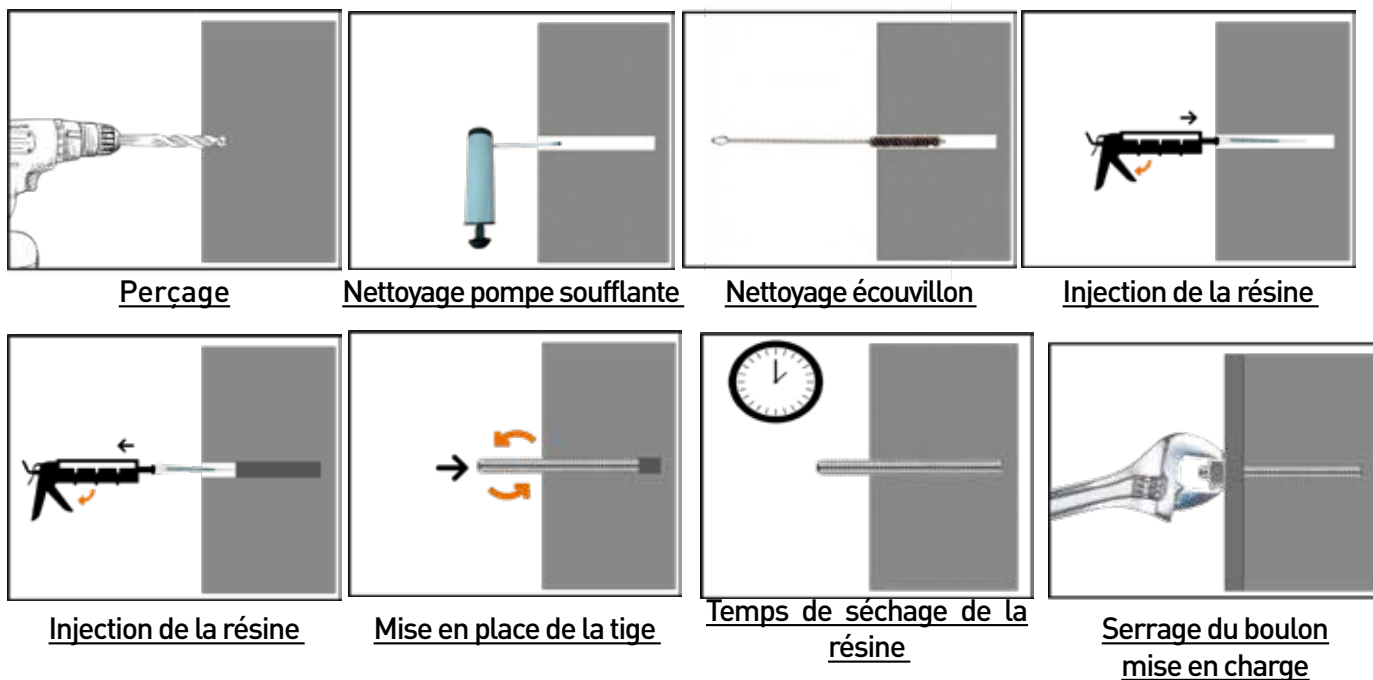 Perçage
Nettoyage pompe soufflante
Nettoyage écouvillon
Injection de la résine
Injection de la résine
Mise en place de la tige
Temps de séchage de la
résine
Serrage du boulon
mise en charge